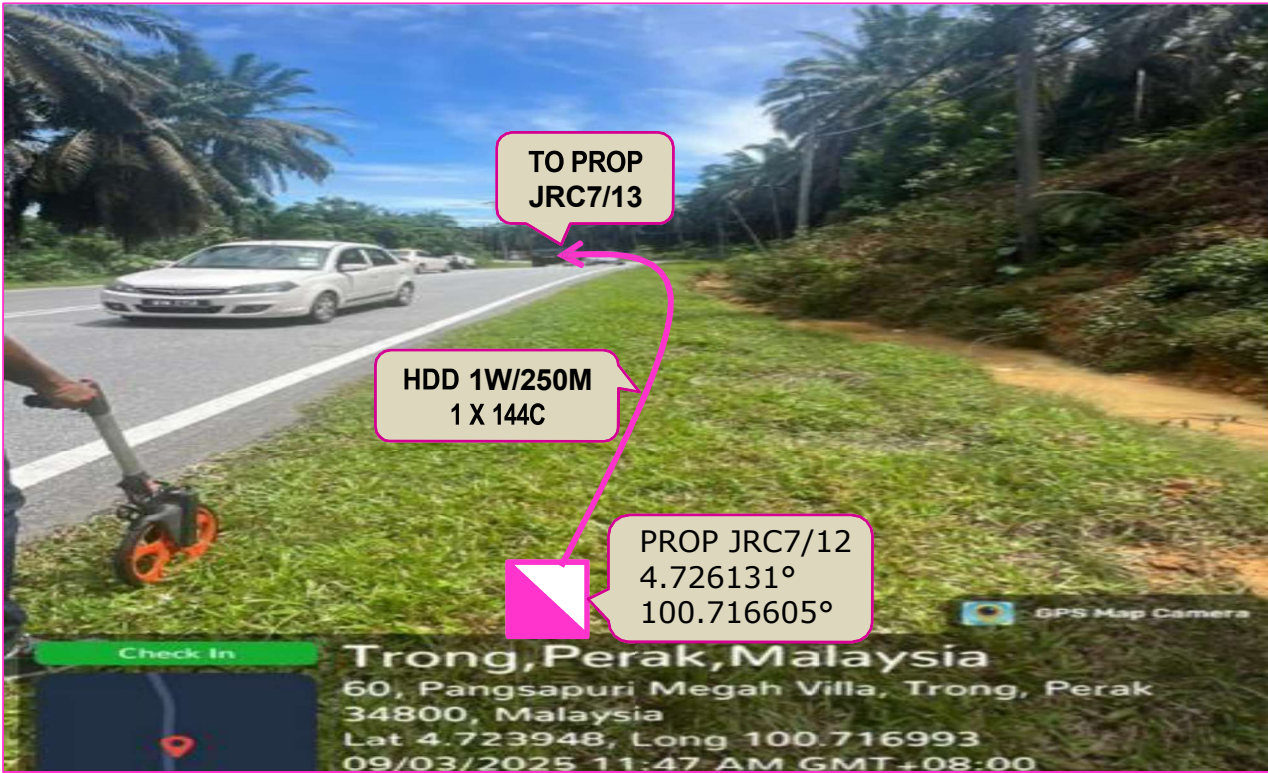 TO PROP
JRC7/13
HDD 1W/250M
1 X 144C
PROP JRC7/12
4.726131°
100.716605°
GPS Map Camera
Check In
Trong,Perak,Malaysia
60, Pangsapuri Megah Villa, Trong, Perak
34800, Malaysia
Lat 4.723948, Long 100.716993
09/03/2025 11:47 AM GMT+08:00